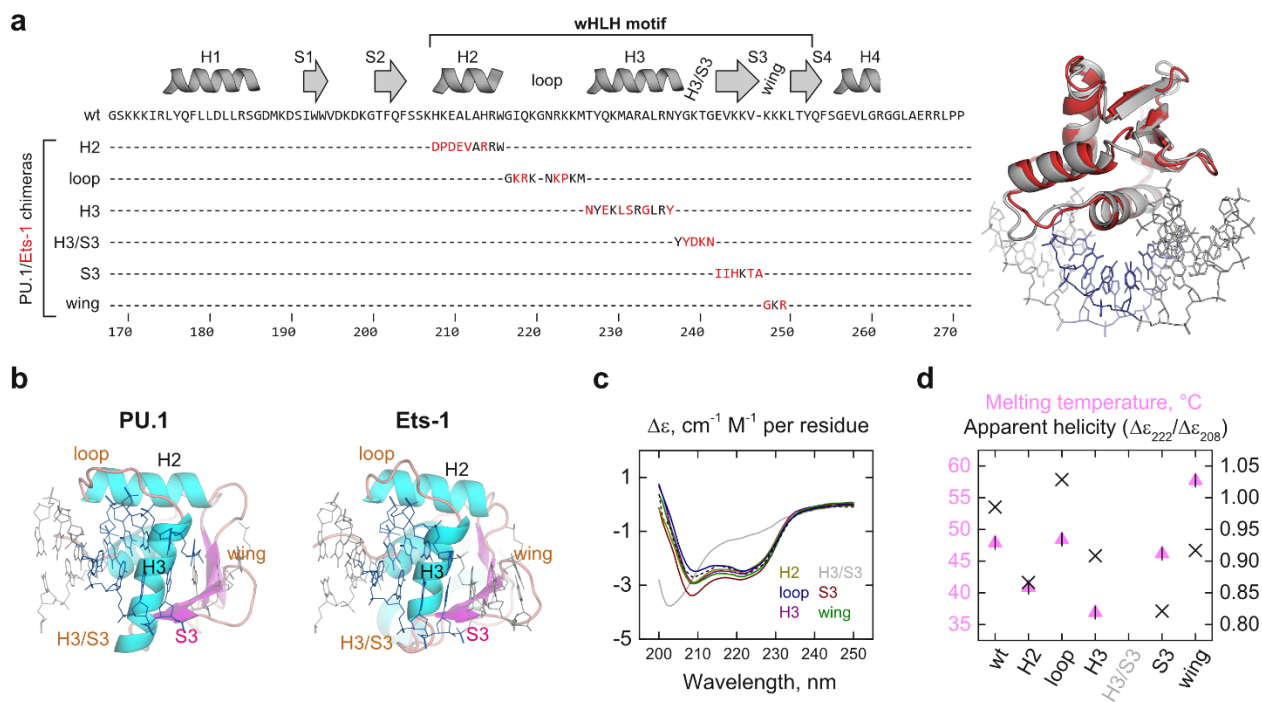 a
wHLH motif
H1 S1 S2 H2 loop H3 H3/S3 S3 wing S4 H4
wt GSKKKIRLYQFLLDLLRSGDMKDSIWWVDKDKGTFQFSSKHKEALAHRWGIQKGNRKKMTYQKMARALRNYGKTGEVKKV-KKKLTYQFSGEVLGRGGLAERRLPP
PU.1/Ets-1 chimeras
H2 DPDEVARRW
loop GKRK-NCKPKM
H3 NYEKLSRGLRY
H3/S3 YYDKN
S3 IIHKTA
wing GKR
170 180 190 200 210 220 230 240 250 260 270
b
PU.1
loop
H2
H3
wing
H3/S3
S3
Ets-1
loop
H2
H3
wing
H3/S3
S3
c
Δε, cm⁻¹ M⁻¹ per residue
1
-1
-3
-5
H2 H3/S3
loop S3
H3 wing
200 210 220 230 240 250
Wavelength, nm
d
Melting temperature, °C
Apparent helicity (Δε₂₂₂/Δε₂₀₈)
60 1.05
55 1.00
50 0.95
45 0.90
40 0.85
35 0.80
wt H2 loop H3 H3/S3 S3 wing